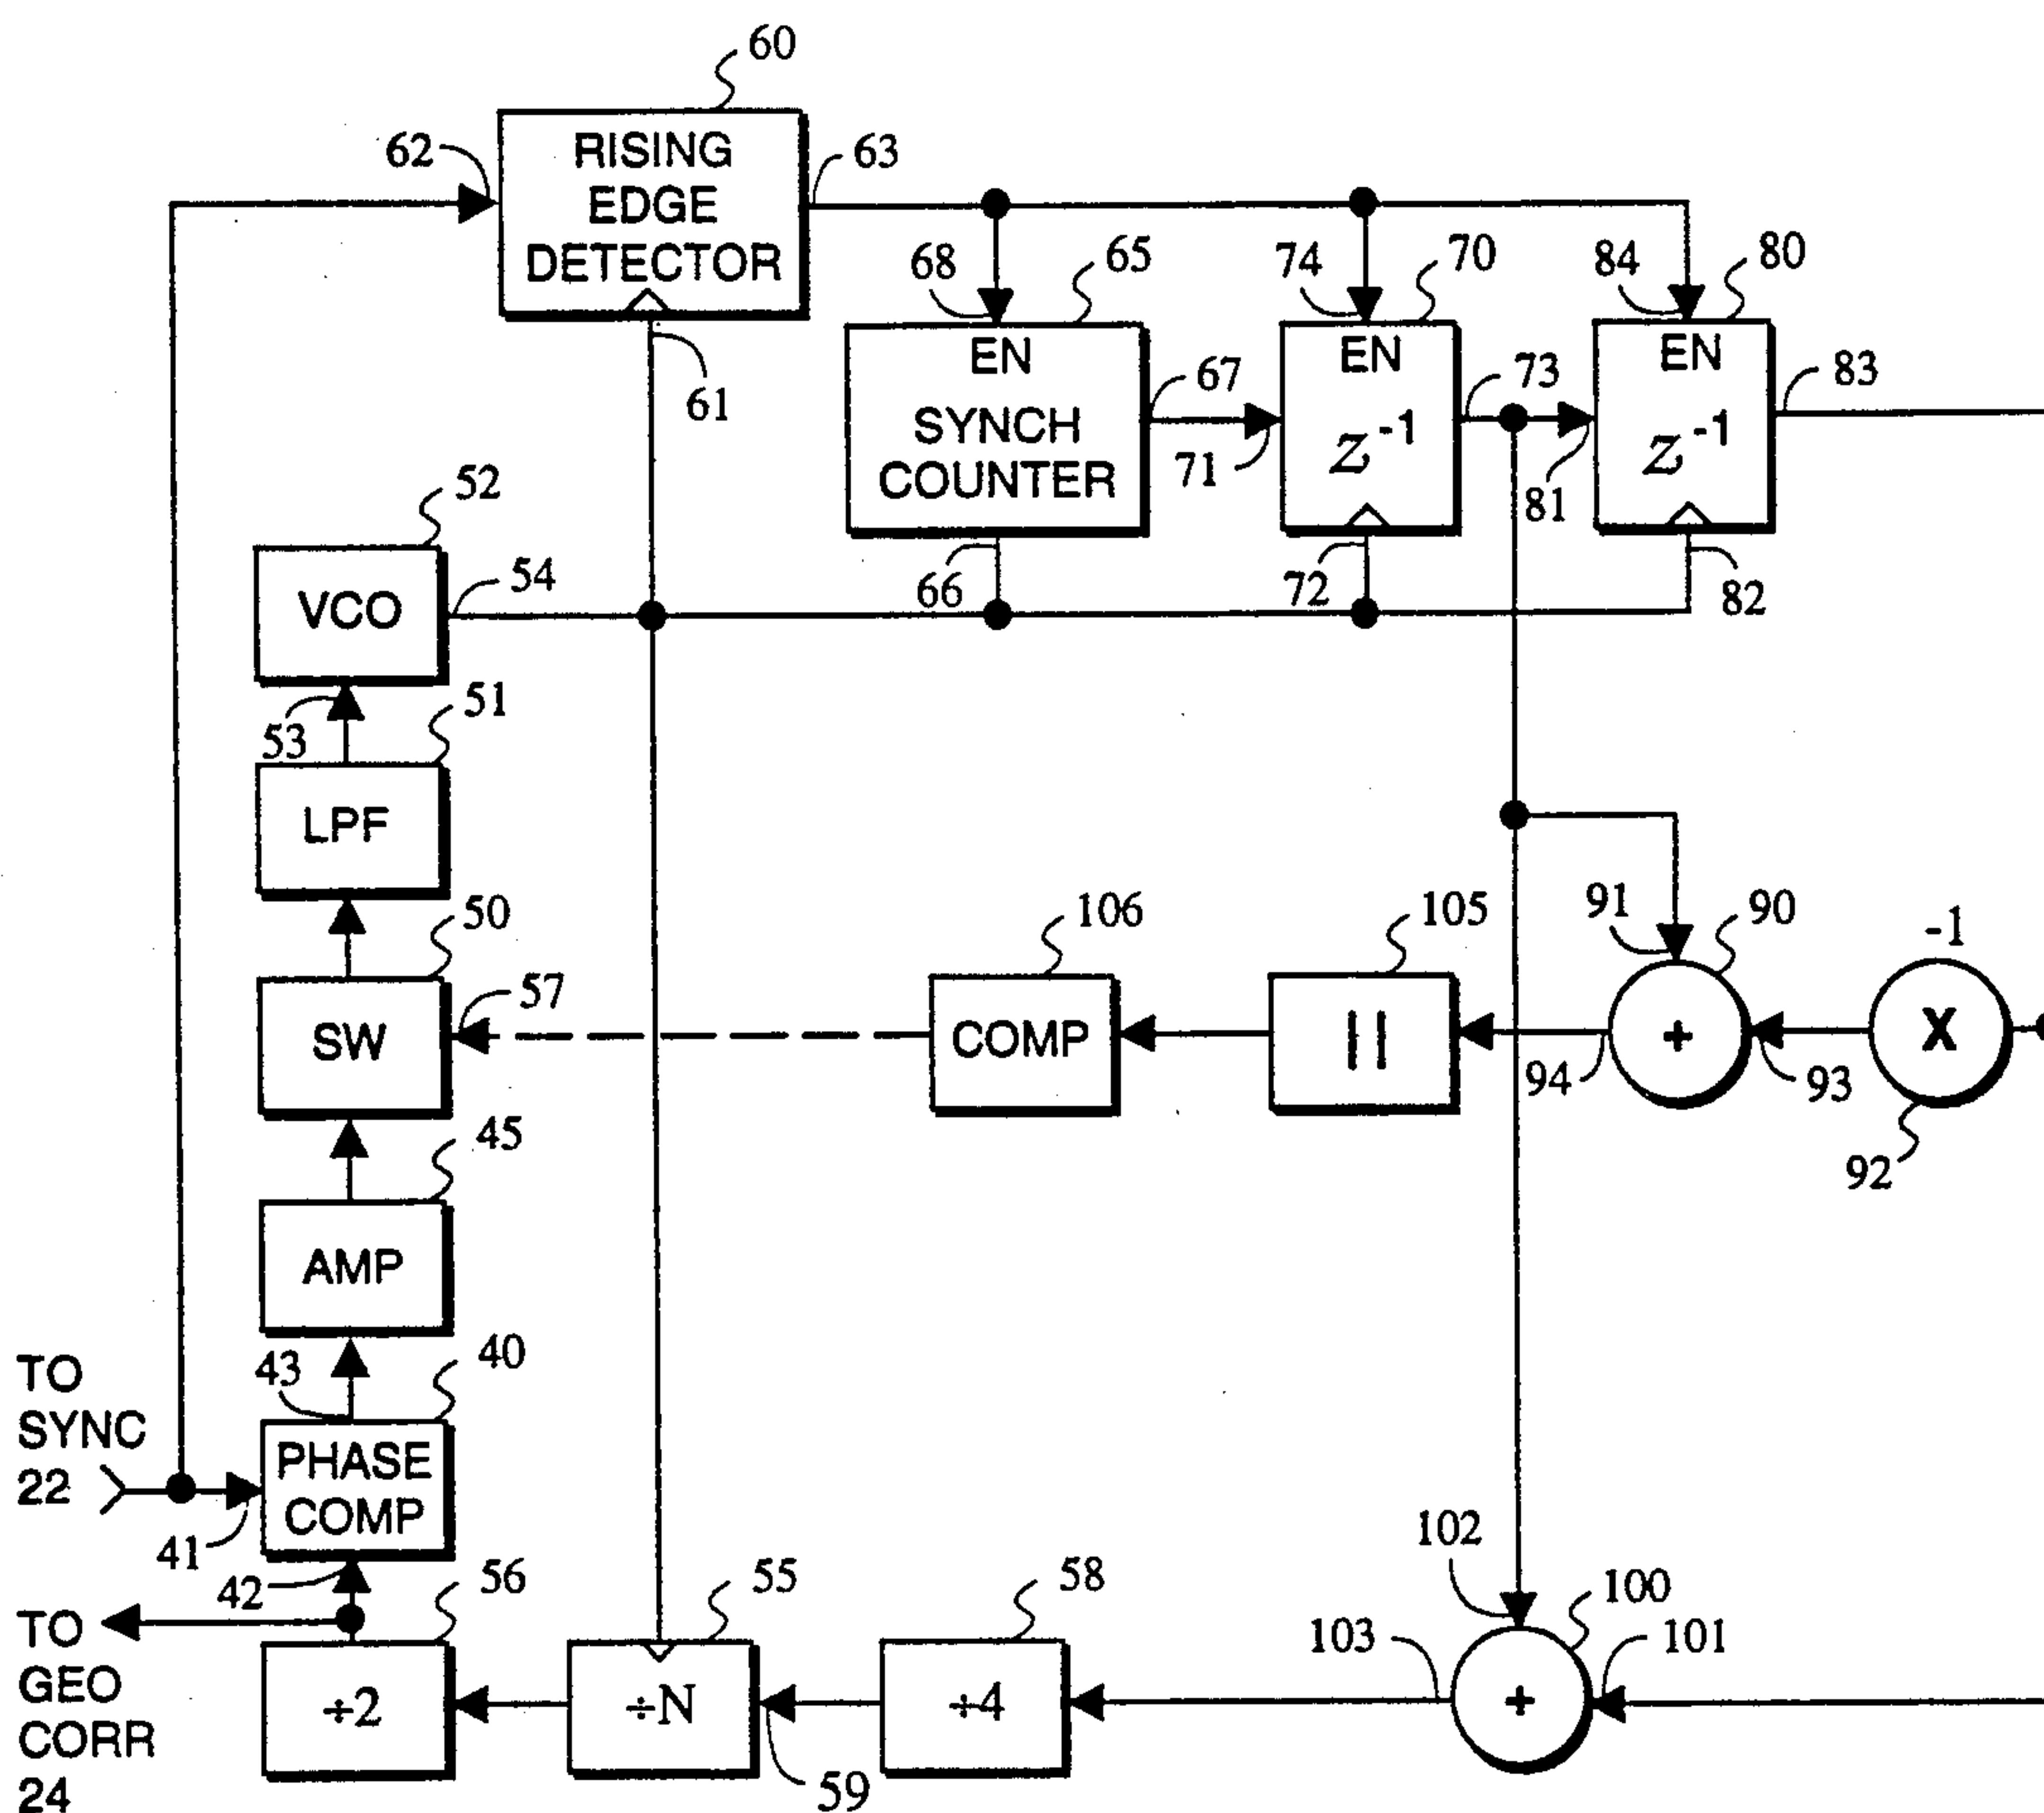 60
62
RISING
EDGE
DETECTOR
63
61
68
65
EN
SYNCH
COUNTER
67
66
74
70
EN
z⁻¹
71
73
72
84
80
EN
z⁻¹
81
83
82
52
VCO
54
53
51
LPF
50
SW
57
106
COMP
105
||
91
90
+
94
93
-1
X
92
45
AMP
43
40
PHASE
COMP
TO
SYNC
22
41
42
TO
GEO
CORR
24
56
÷2
55
÷N
59
58
÷4
103
102
100
+
101